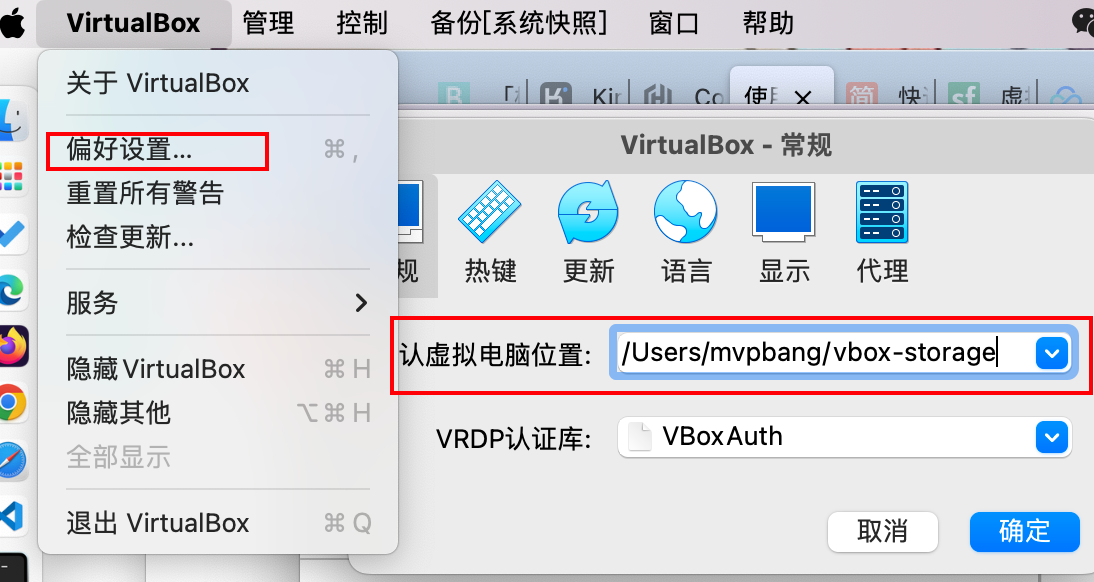 VirtualBox 管理 控制 备份[系统快照] 窗口 帮助
关于 VirtualBox
偏好设置... ⌘ ,
重置所有警告
检查更新...
服务
隐藏 VirtualBox ⌘ H
隐藏其他 ⌥ ⌘ H
全部显示
退出 VirtualBox ⌘ Q
B Kir Co 使 简 快 sf 虚
VirtualBox - 常规
规 热键 更新 语言 显示 代理
认虚拟电脑位置: /Users/mvpbang/vbox-storage
VRDP认证库: VBoxAuth
取消 确定